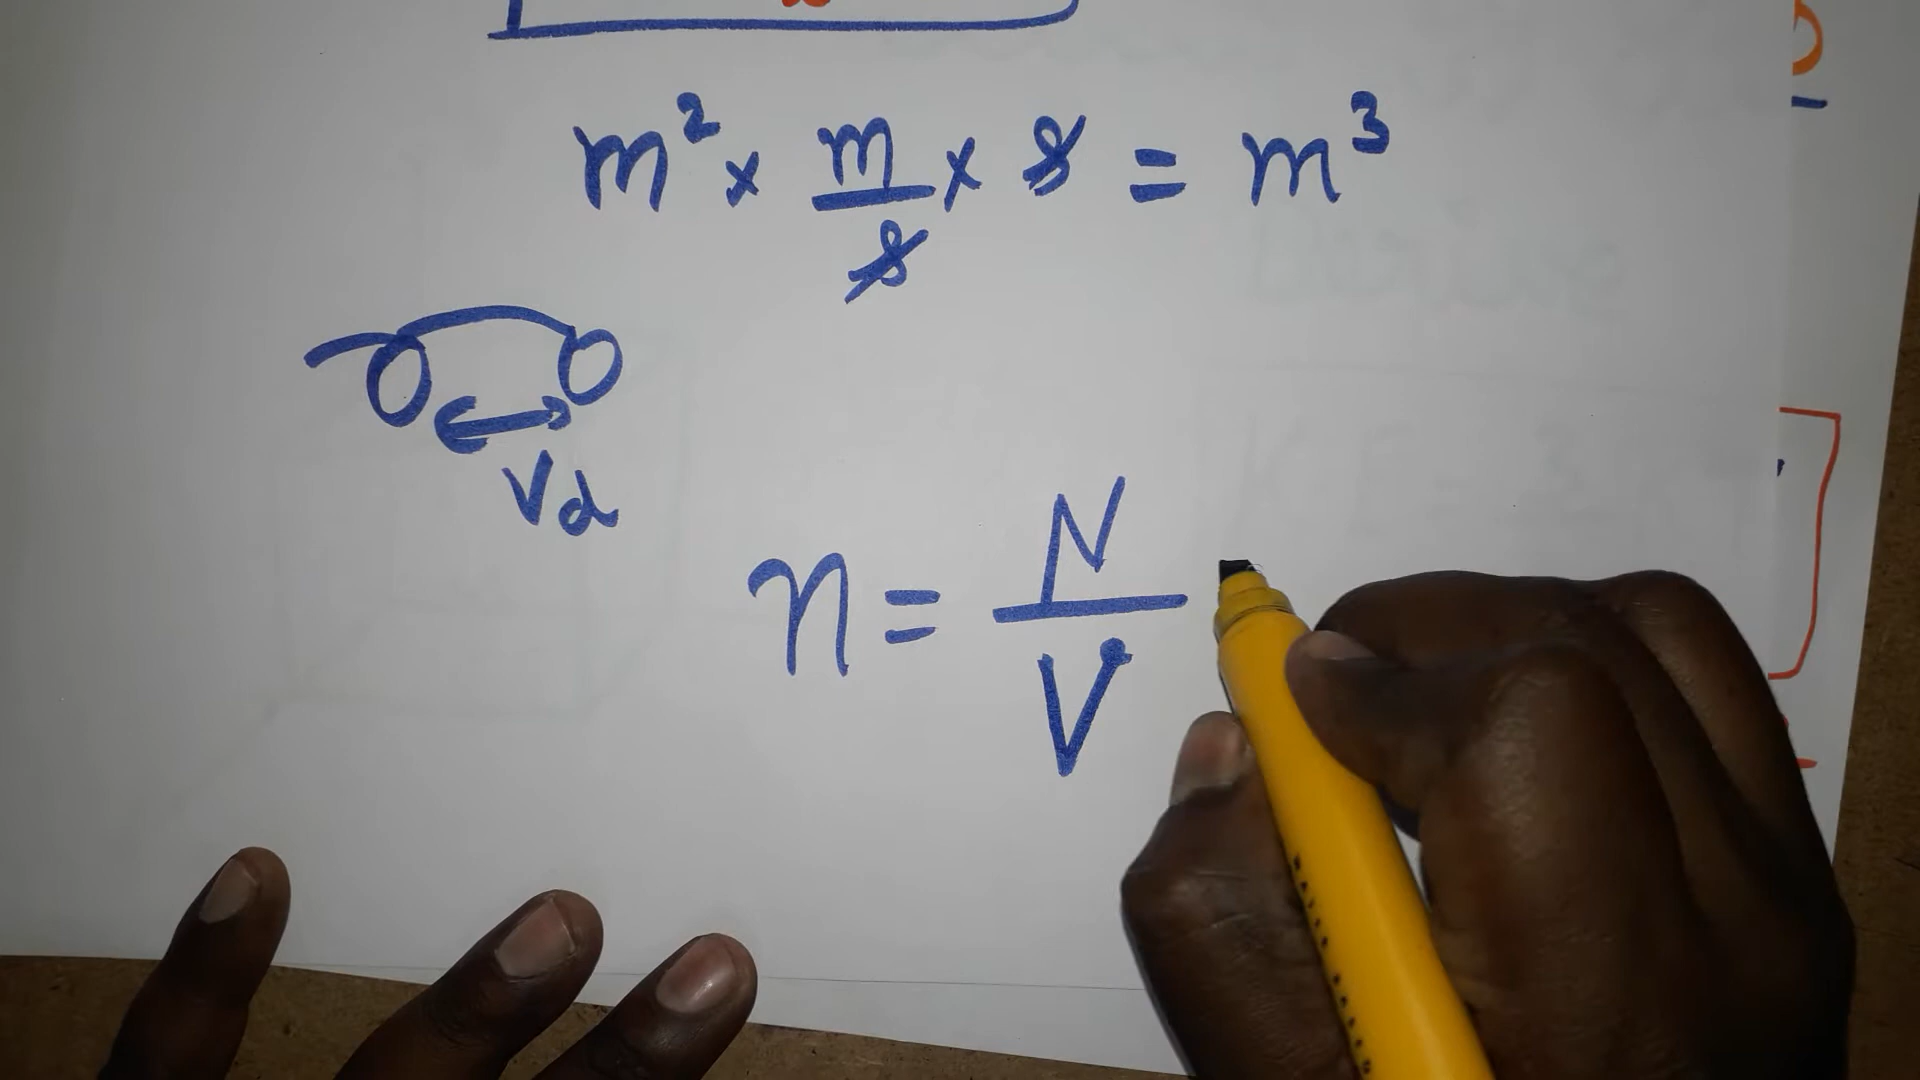 m² × m/s × s = m³
Vd
n = N/V